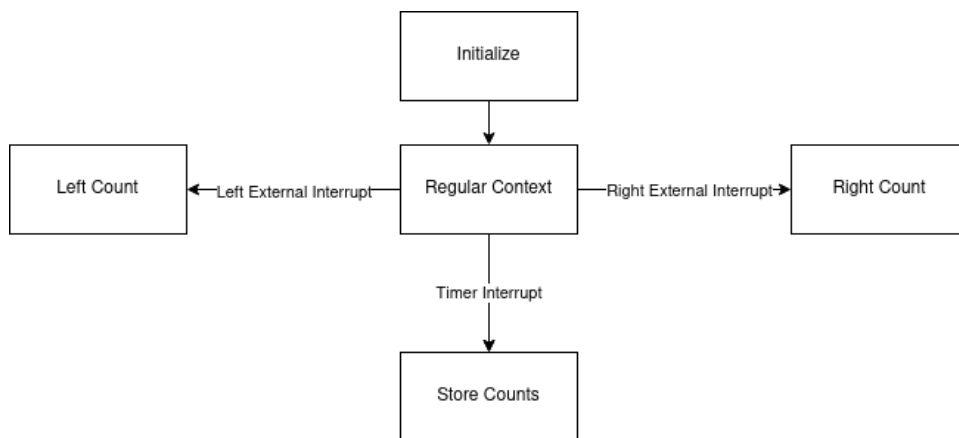 Initialize
Left Count
Left External Interrupt
Regular Context
Right External Interrupt
Right Count
Timer Interrupt
Store Counts